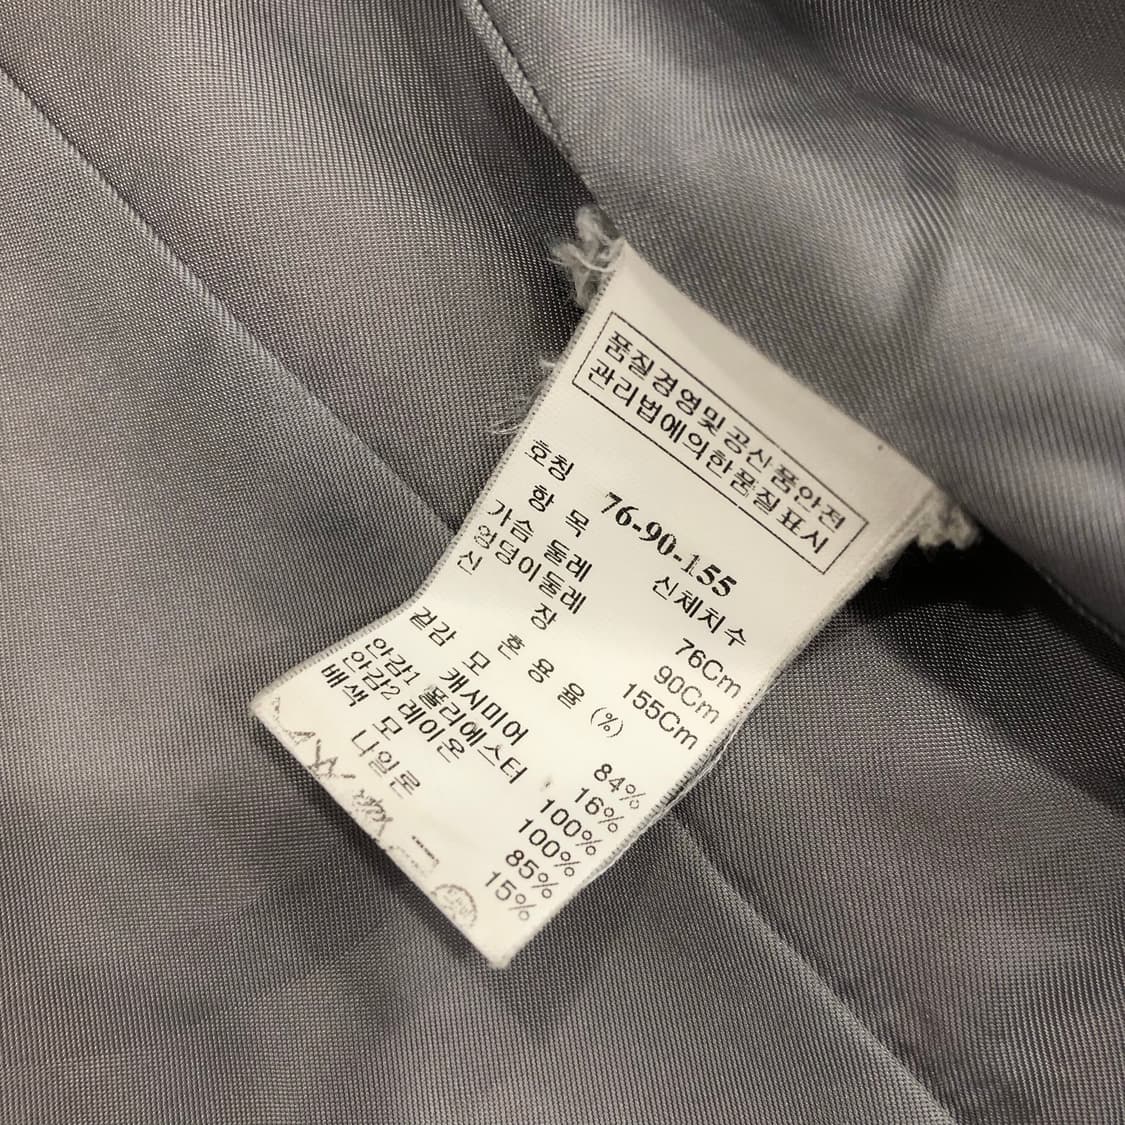 품질경영및공산품안전
관리법에의한품질표시
호칭 76-90-155
항 목 신체치수
가슴 둘레 76Cm
엉덩이둘레 90Cm
신 장 155Cm
혼 용 율 (%)
겉감 모 84%
캐시미어 16%
안감1 폴리에스터 100%
안감2 레이온 100%
배색 모 85%
나일론 15%